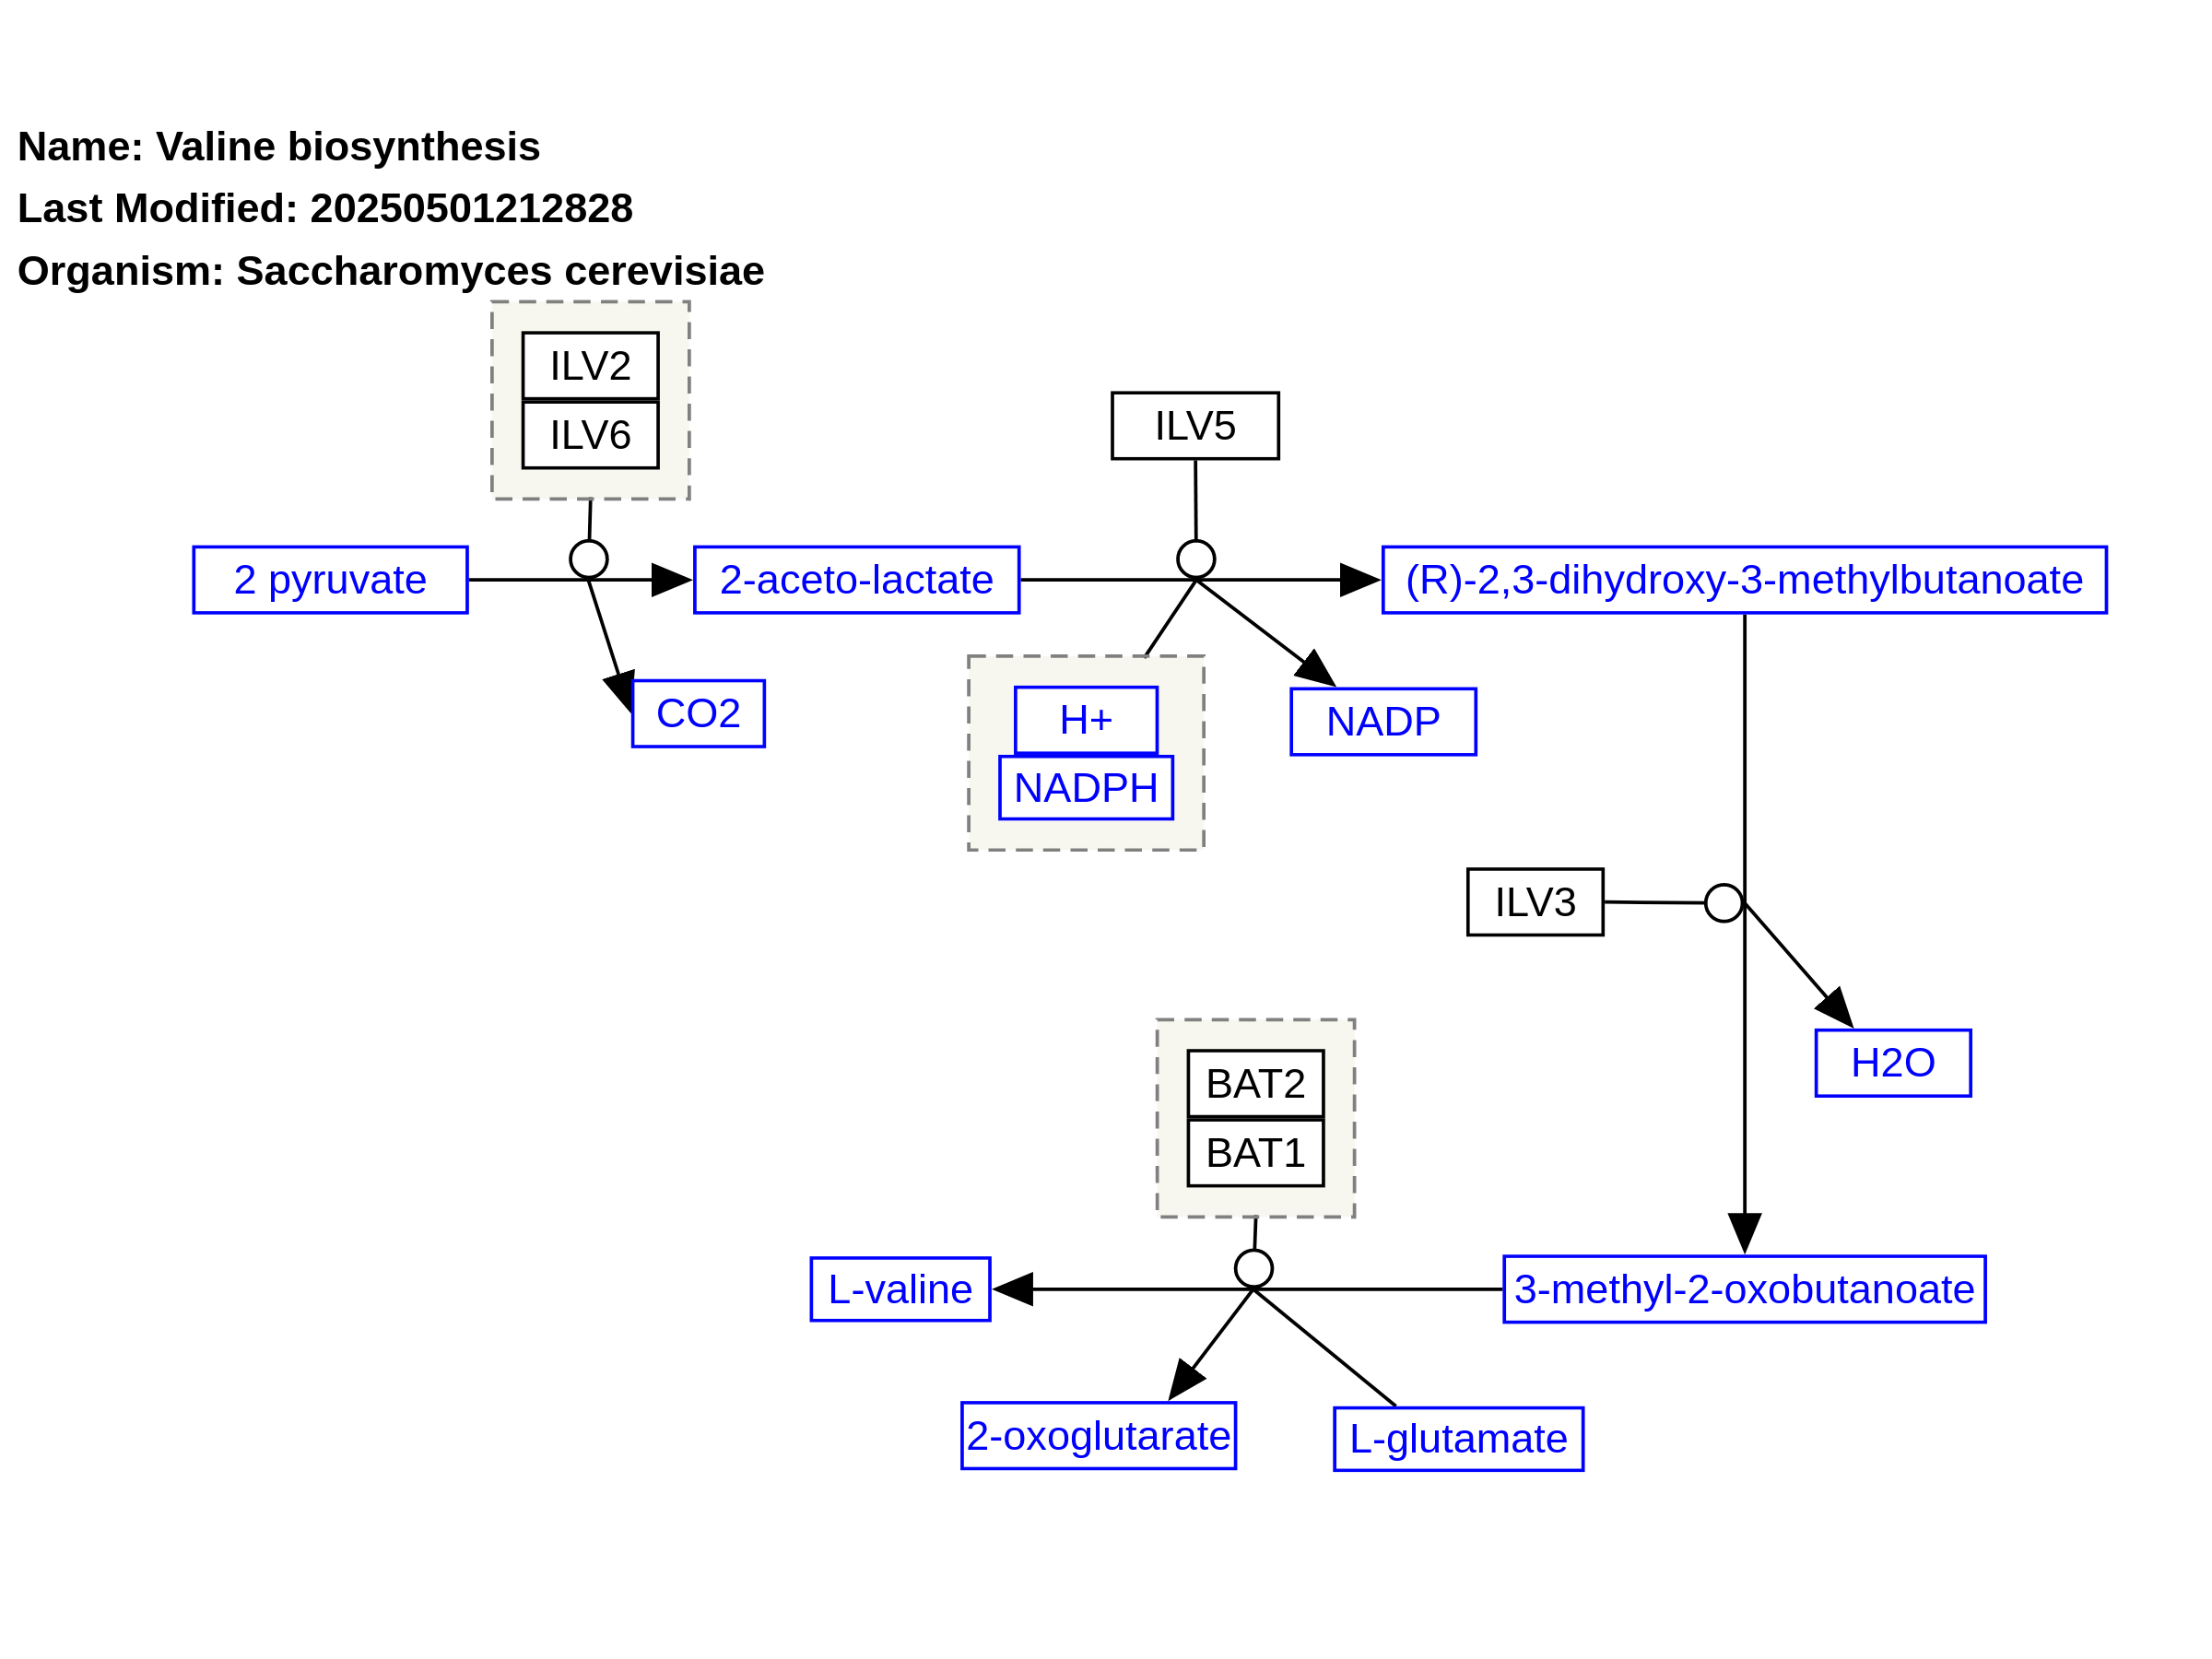 Name: Valine biosynthesis
Last Modified: 20250501212828
Organism: Saccharomyces cerevisiae
ILV2
ILV6
ILV5
2 pyruvate
2-aceto-lactate
(R)-2,3-dihydroxy-3-methylbutanoate
CO2
H+
NADPH
NADP
ILV3
H2O
BAT2
BAT1
L-valine
3-methyl-2-oxobutanoate
2-oxoglutarate
L-glutamate